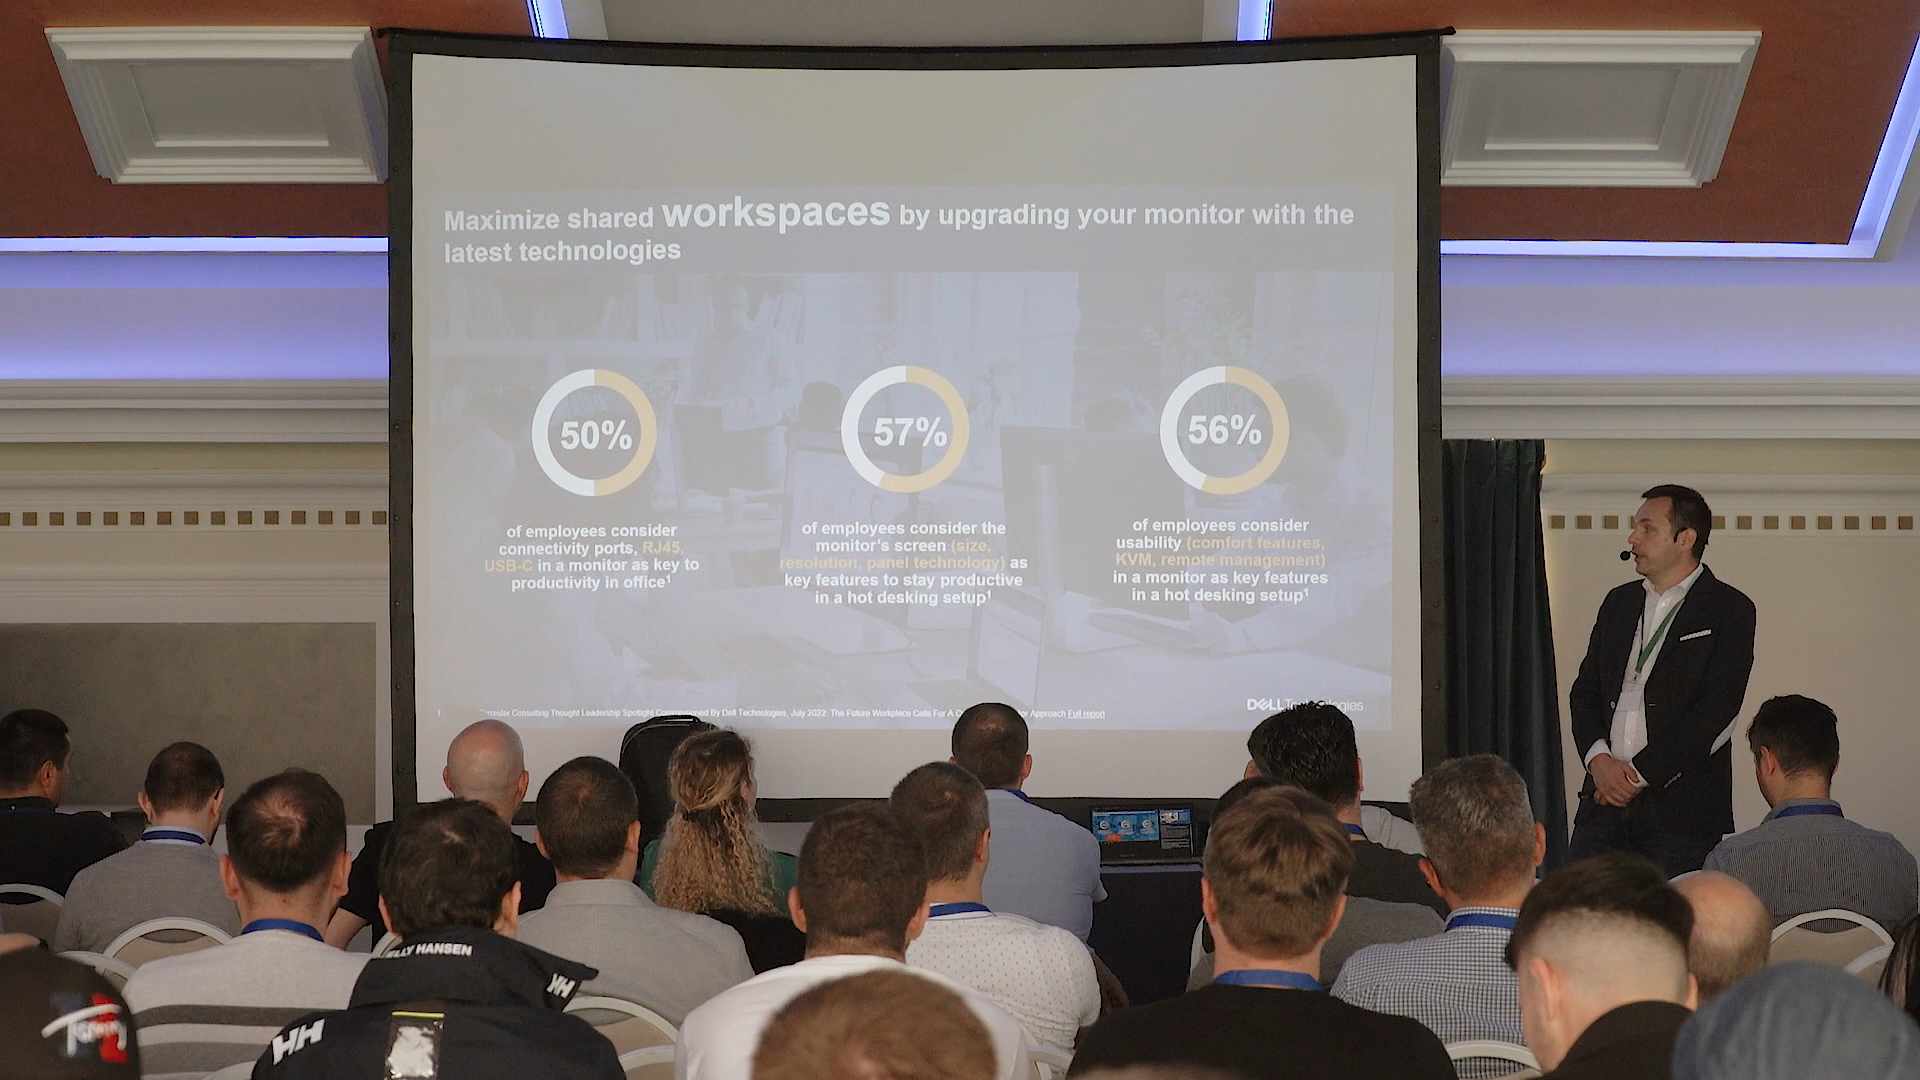 Maximize shared workspaces by upgrading your monitor with the
latest technologies
50%
of employees consider
connectivity ports, RJ45,
USB-C in a monitor as key to
productivity in office¹
57%
of employees consider the
monitor's screen (size,
resolution, panel technology) as
key features to stay productive
in a hot desking setup¹
56%
of employees consider
usability (comfort features,
KVM, remote management)
in a monitor as key features
in a hot desking setup¹
1
Consulting Thought Leadership Spotlight Commissioned By Dell Technologies, July 2022: The Future Workplace Calls For A Approach Full report
DELL
HANSEN
HH
HH